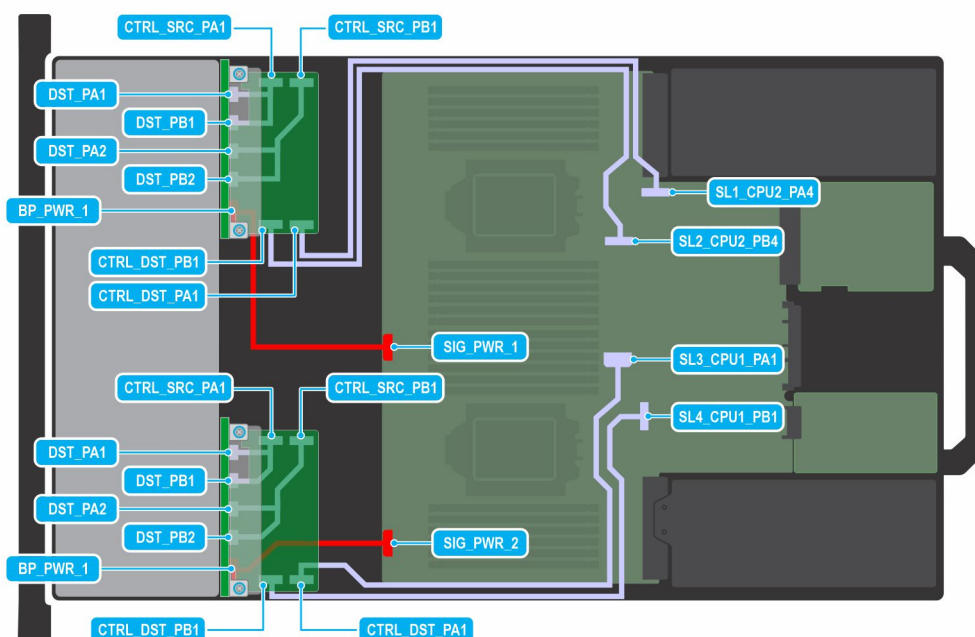 CTRL_SRC_PA1
CTRL_SRC_PB1
DST_PA1
DST_PB1
DST_PA2
DST_PB2
BP_PWR_1
CTRL_DST_PB1
CTRL_DST_PA1
SL1_CPU2_PA4
SL2_CPU2_PB4
SIG_PWR_1
SL3_CPU1_PA1
CTRL_SRC_PA1
CTRL_SRC_PB1
SL4_CPU1_PB1
DST_PA1
DST_PB1
DST_PA2
DST_PB2
SIG_PWR_2
BP_PWR_1
CTRL_DST_PB1
CTRL_DST_PA1